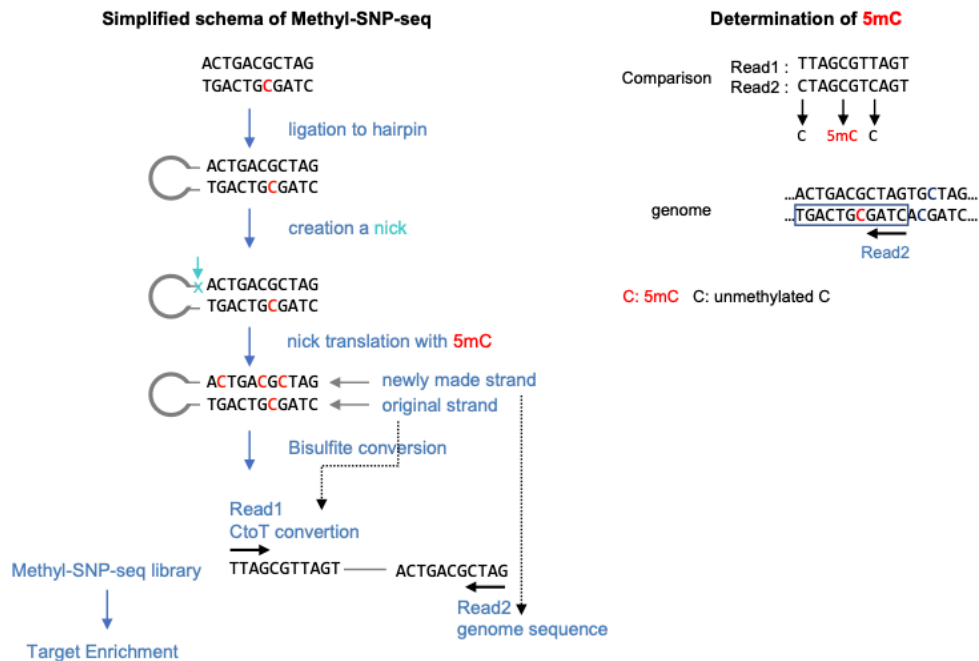 Simplified schema of Methyl-SNP-seq
ACTGACGCTAG
TGACTGCGATC
ligation to hairpin
ACTGACGCTAG
TGACTGCGATC
creation a nick
X
ACTGACGCTAG
TGACTGCGATC
nick translation with 5mC
ACTGACGCTAG
TGACTGCGATC
newly made strand
original strand
Bisulfite conversion
Read1
CtoT convertion
TTAGCGTTAGT
ACTGACGCTAG
Read2
genome sequence
Methyl-SNP-seq library
Target Enrichment
Determination of 5mC
Comparison
Read1 : TTAGCGTTAGT
Read2 : CTAGCGTCAGT
C 5mC C
genome
…ACTGACGCTAGTGCTAG…
…TGACTGCGATCACGATC…
Read2
C: 5mC C: unmethylated C